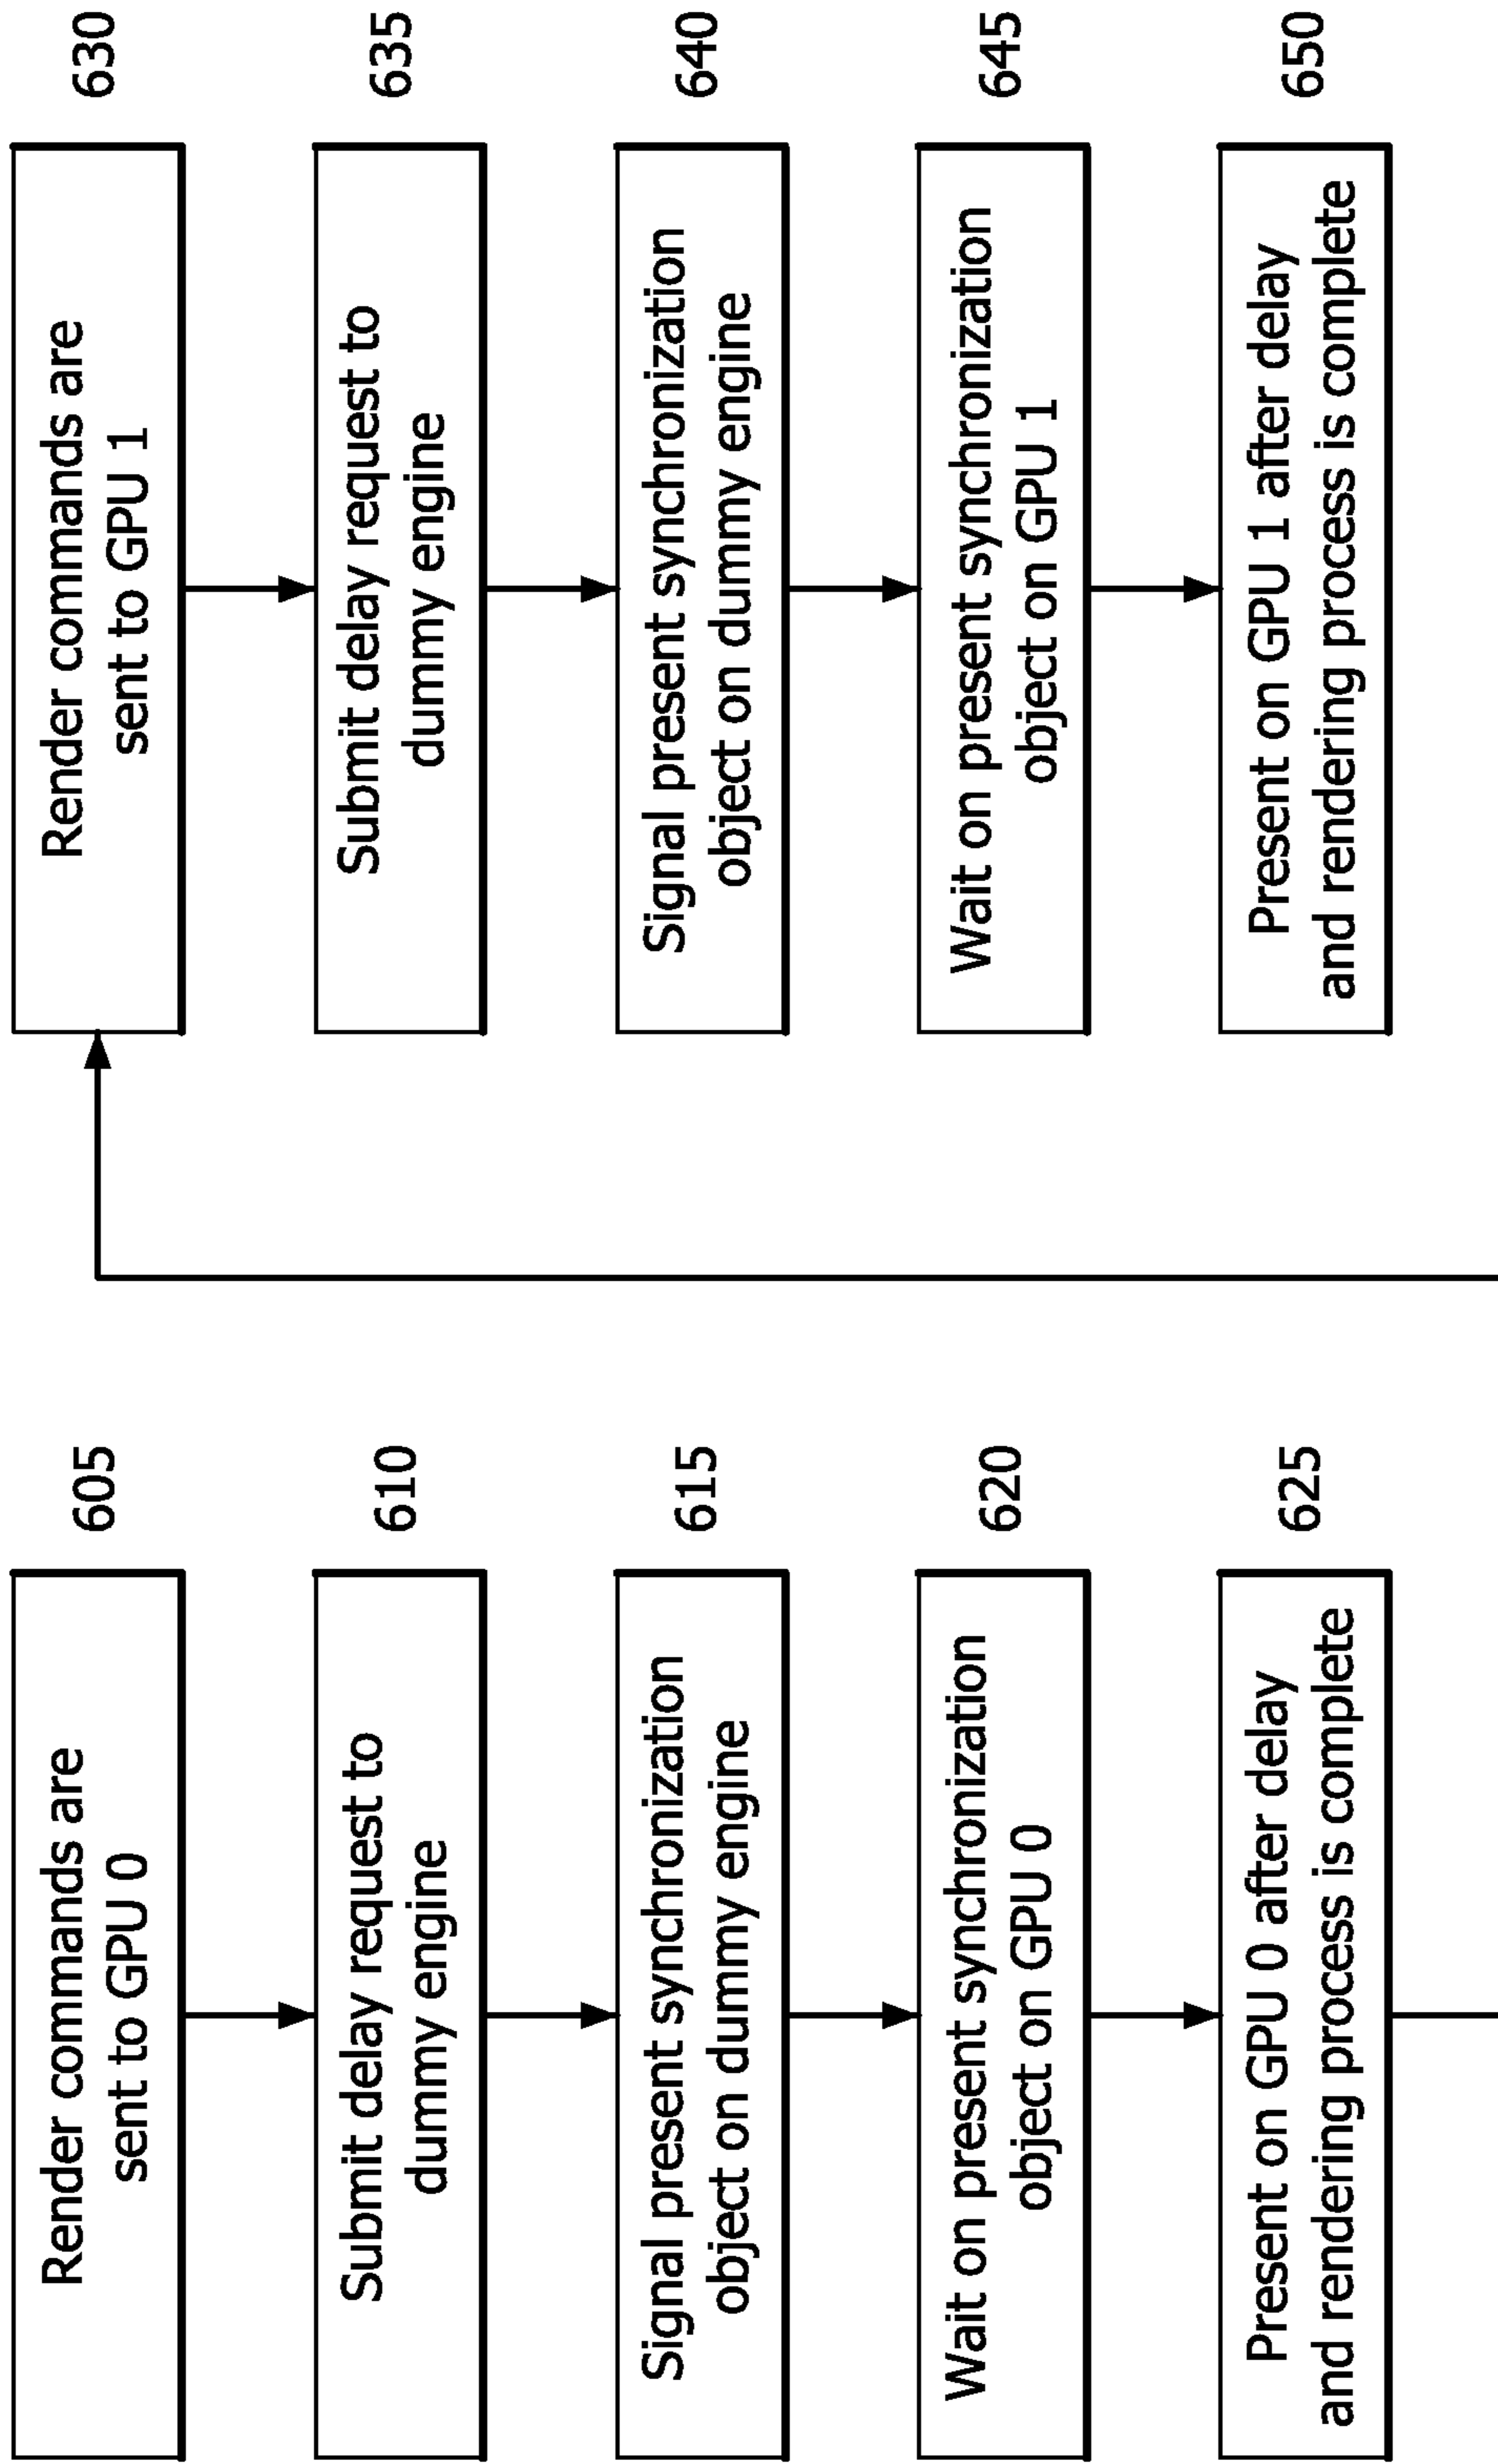 Render commands are
sent to GPU 0
605
Submit delay request to
dummy engine
610
Signal present synchronization
object on dummy engine
615
Wait on present synchronization
object on GPU 0
620
Present on GPU 0 after delay
and rendering process is complete
625
Render commands are
sent to GPU 1
630
Submit delay request to
dummy engine
635
Signal present synchronization
object on dummy engine
640
Wait on present synchronization
object on GPU 1
645
Present on GPU 1 after delay
and rendering process is complete
650